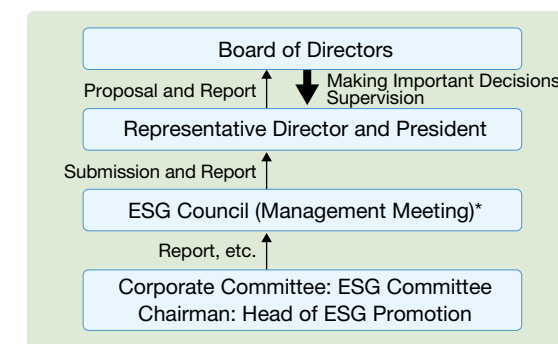 Board of Directors
Proposal and Report
Making Important Decisions
Supervision
Representative Director and President
Submission and Report
ESG Council (Management Meeting)*
Report, etc.
Corporate Committee: ESG Committee
Chairman: Head of ESG Promotion